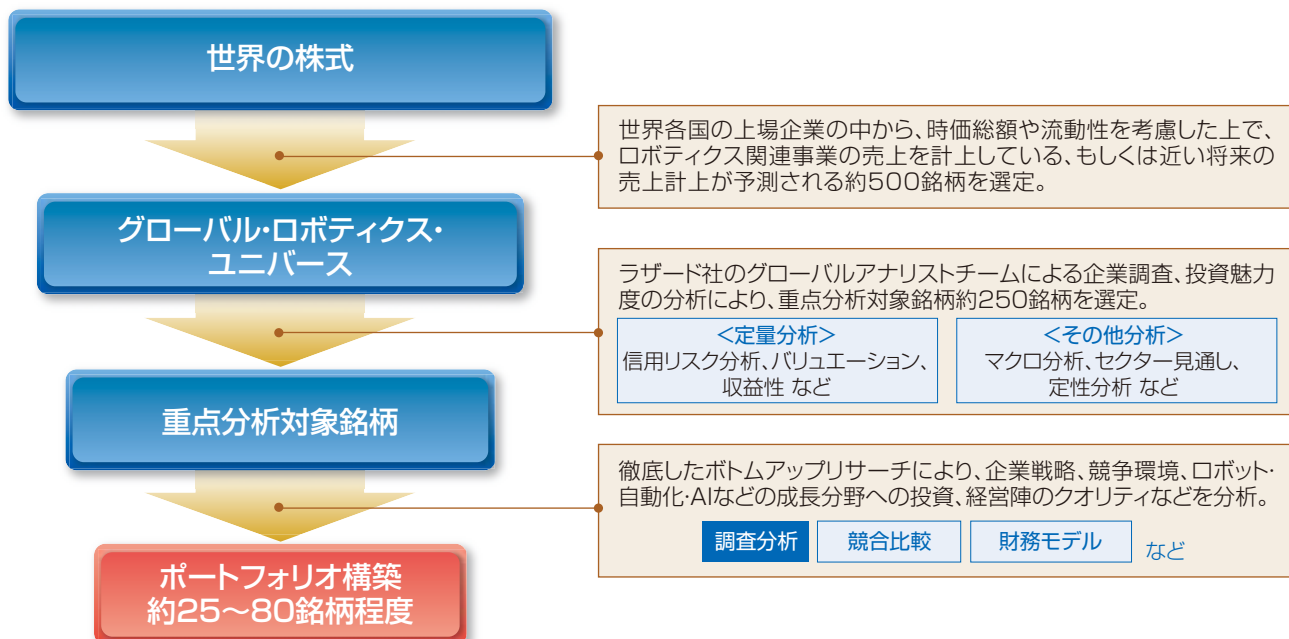 世界の株式
世界各国の上場企業の中から、時価総額や流動性を考慮した上で、
ロボティクス関連事業の売上を計上している、もしくは近い将来の
売上計上が予測される約500銘柄を選定。
グローバル・ロボティクス・
ユニバース
ラザード社のグローバルアナリストチームによる企業調査、投資魅力
度の分析により、重点分析対象銘柄約250銘柄を選定。
<定量分析>
信用リスク分析、バリュエーション、
収益性 など
<その他分析>
マクロ分析、セクター見通し、
定性分析 など
重点分析対象銘柄
徹底したボトムアップリサーチにより、企業戦略、競争環境、ロボット・
自動化・AIなどの成長分野への投資、経営陣のクオリティなどを分析。
調査分析
競合比較
財務モデル
など
ポートフォリオ構築
約25～80銘柄程度